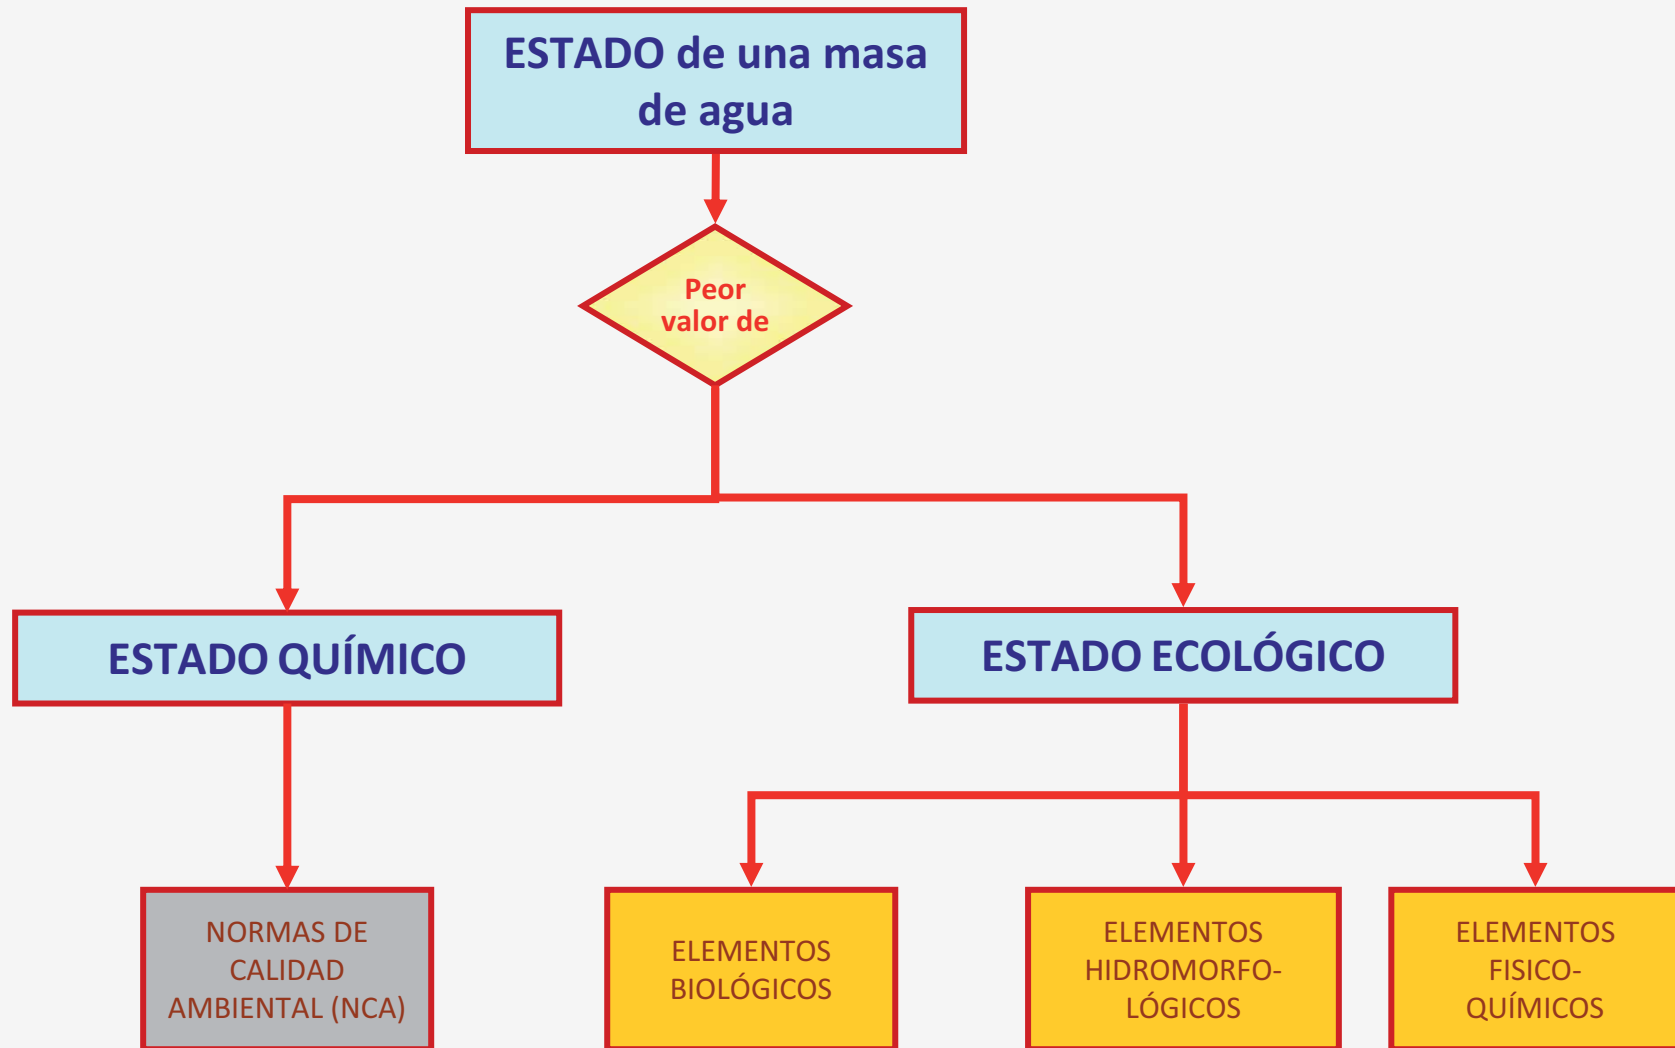 ESTADO de una masa
de agua
Peor
valor de
ESTADO QUÍMICO
ESTADO ECOLÓGICO
NORMAS DE
CALIDAD
AMBIENTAL (NCA)
ELEMENTOS
BIOLÓGICOS
ELEMENTOS
HIDROMORFO-
LÓGICOS
ELEMENTOS
FISICO-
QUÍMICOS